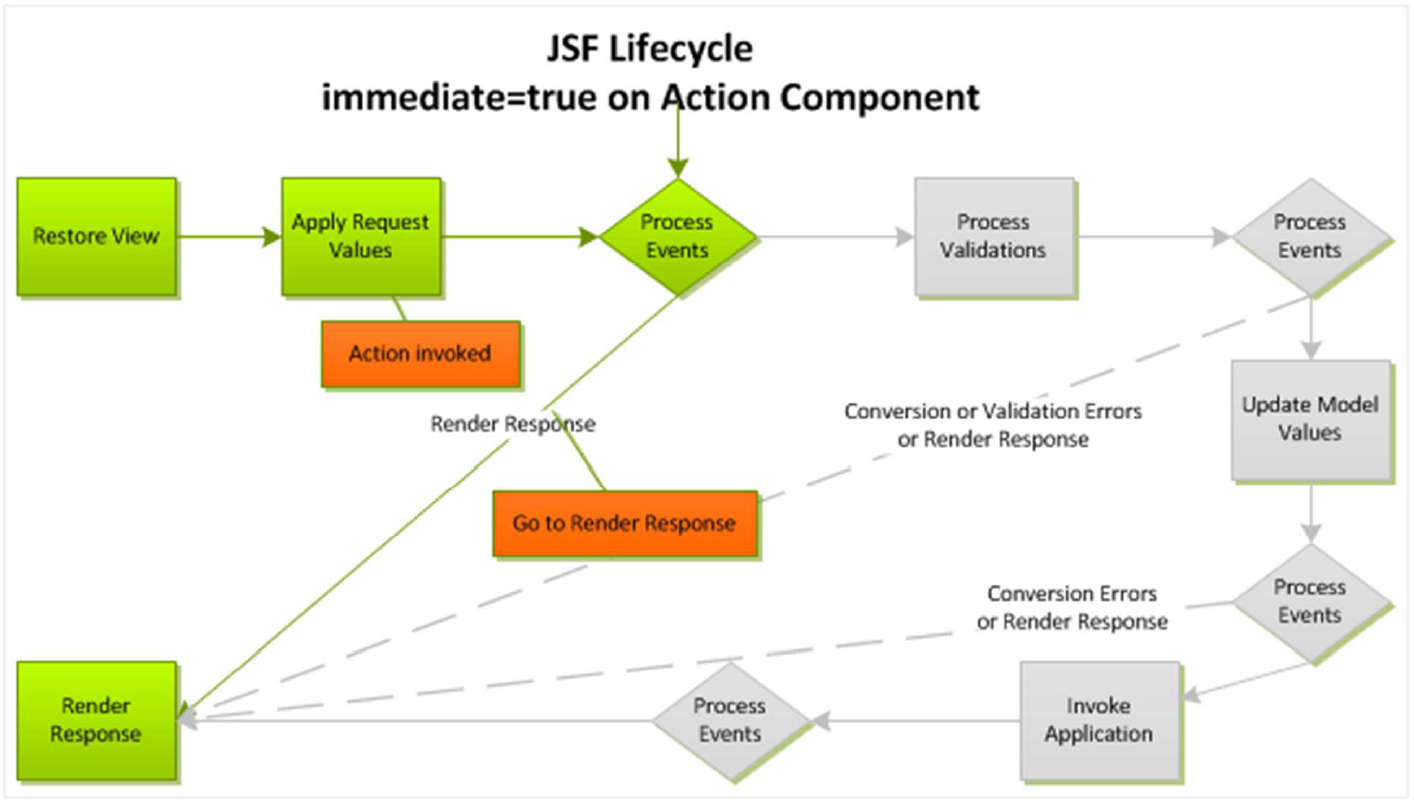 JSF Lifecycle
immediate=true on Action Component
Restore View
Apply Request
Values
Process
Events
Process
Validations
Process
Events
Action invoked
Render Response
Conversion or Validation Errors
or Render Response
Update Model
Values
Go to Render Response
Conversion Errors
or Render Response
Process
Events
Render
Response
Process
Events
Invoke
Application